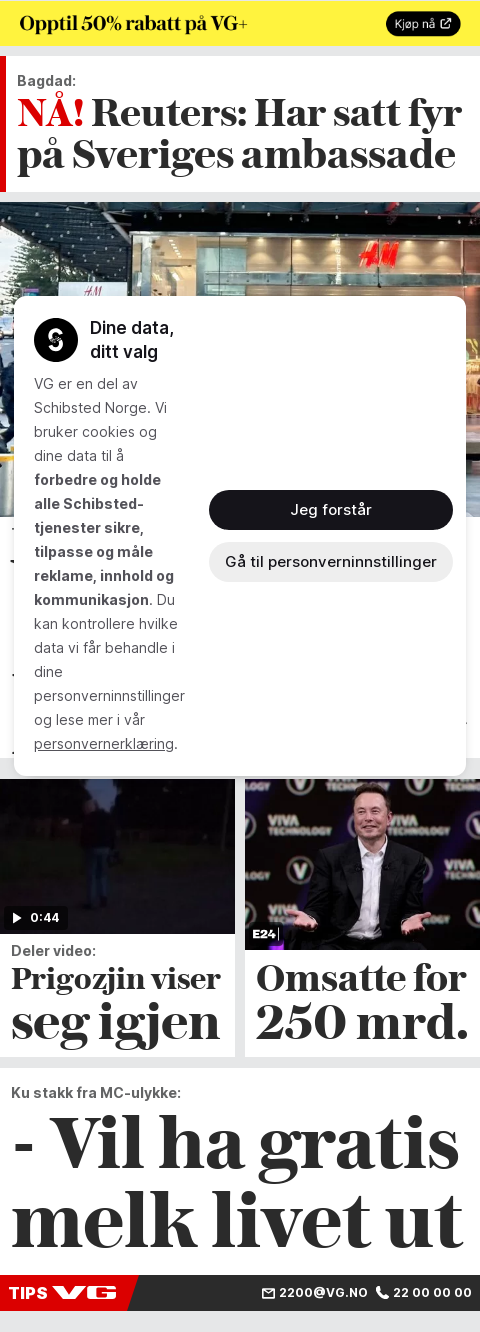 Opptil 50% rabatt på VG+
Kjøp nå
Bagdad:
NÅ! Reuters: Har satt fyr
på Sveriges ambassade
H&M
H&M
Dine data,
ditt valg
VG er en del av
Schibsted Norge. Vi
bruker cookies og
dine data til å
forbedre og holde
alle Schibsted-
tjenester sikre,
tilpasse og måle
reklame, innhold og
kommunikasjon. Du
kan kontrollere hvilke
data vi får behandle i
dine
personverninnstillinger
og lese mer i vår
personvernerklæring.
Jeg forstår
Gå til personverninnstillinger
0:44
Deler video:
Prigozjin viser
seg igjen
VIVA
TECHNOLOGY
VIVA
TECHNOLOGY
E24
Omsatte for
250 mrd.
Ku stakk fra MC-ulykke:
- Vil ha gratis
melk livet ut
TIPS VG
2200@VG.NO
22 00 00 00